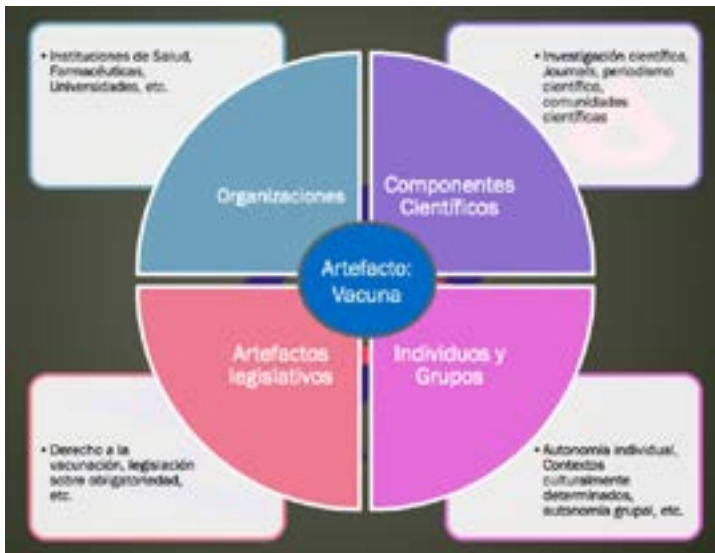 • Instituciones de Salud,
Farmacéuticas,
Universidades, etc.
• Investigación científica,
Journals, periodismo
científico,
comunidades
científicas
Organizaciones
Componentes
Científicos
Artefacto:
Vacuna
Artefactos
legislativos
Individuos y
Grupos
• Derecho a la
vacunación, legislación
sobre obligatoriedad,
etc.
• Autonomía individual,
Contextos
culturalmente
determinados,
autonomía grupal, etc.